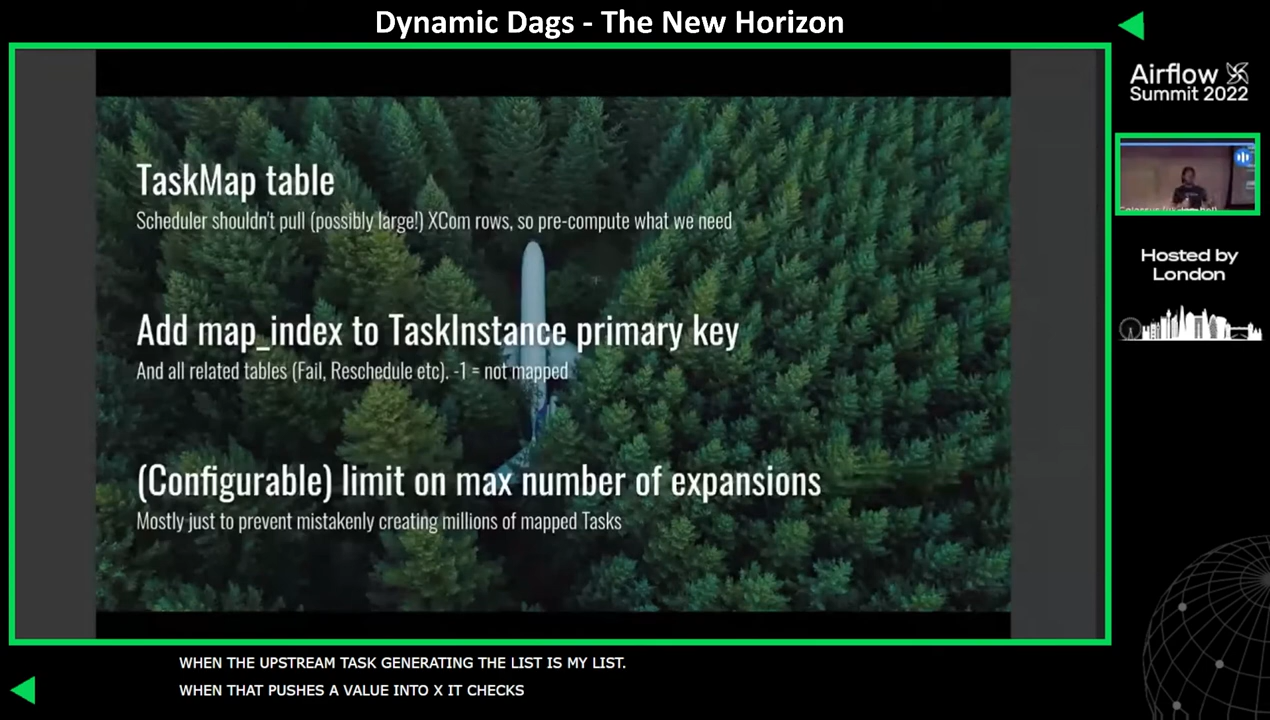 Dynamic Dags - The New Horizon
Airflow
Summit 2022
TaskMap table
Scheduler shouldn't pull (possibly large!) XCom rows, so pre-compute what we need
Add map_index to TaskInstance primary key
And all related tables (Fail, Reschedule etc). -1 = not mapped
(Configurable) limit on max number of expansions
Mostly just to prevent mistakenly creating millions of mapped Tasks
Hosted by
London
WHEN THE UPSTREAM TASK GENERATING THE LIST IS MY LIST.
WHEN THAT PUSHES A VALUE INTO X IT CHECKS